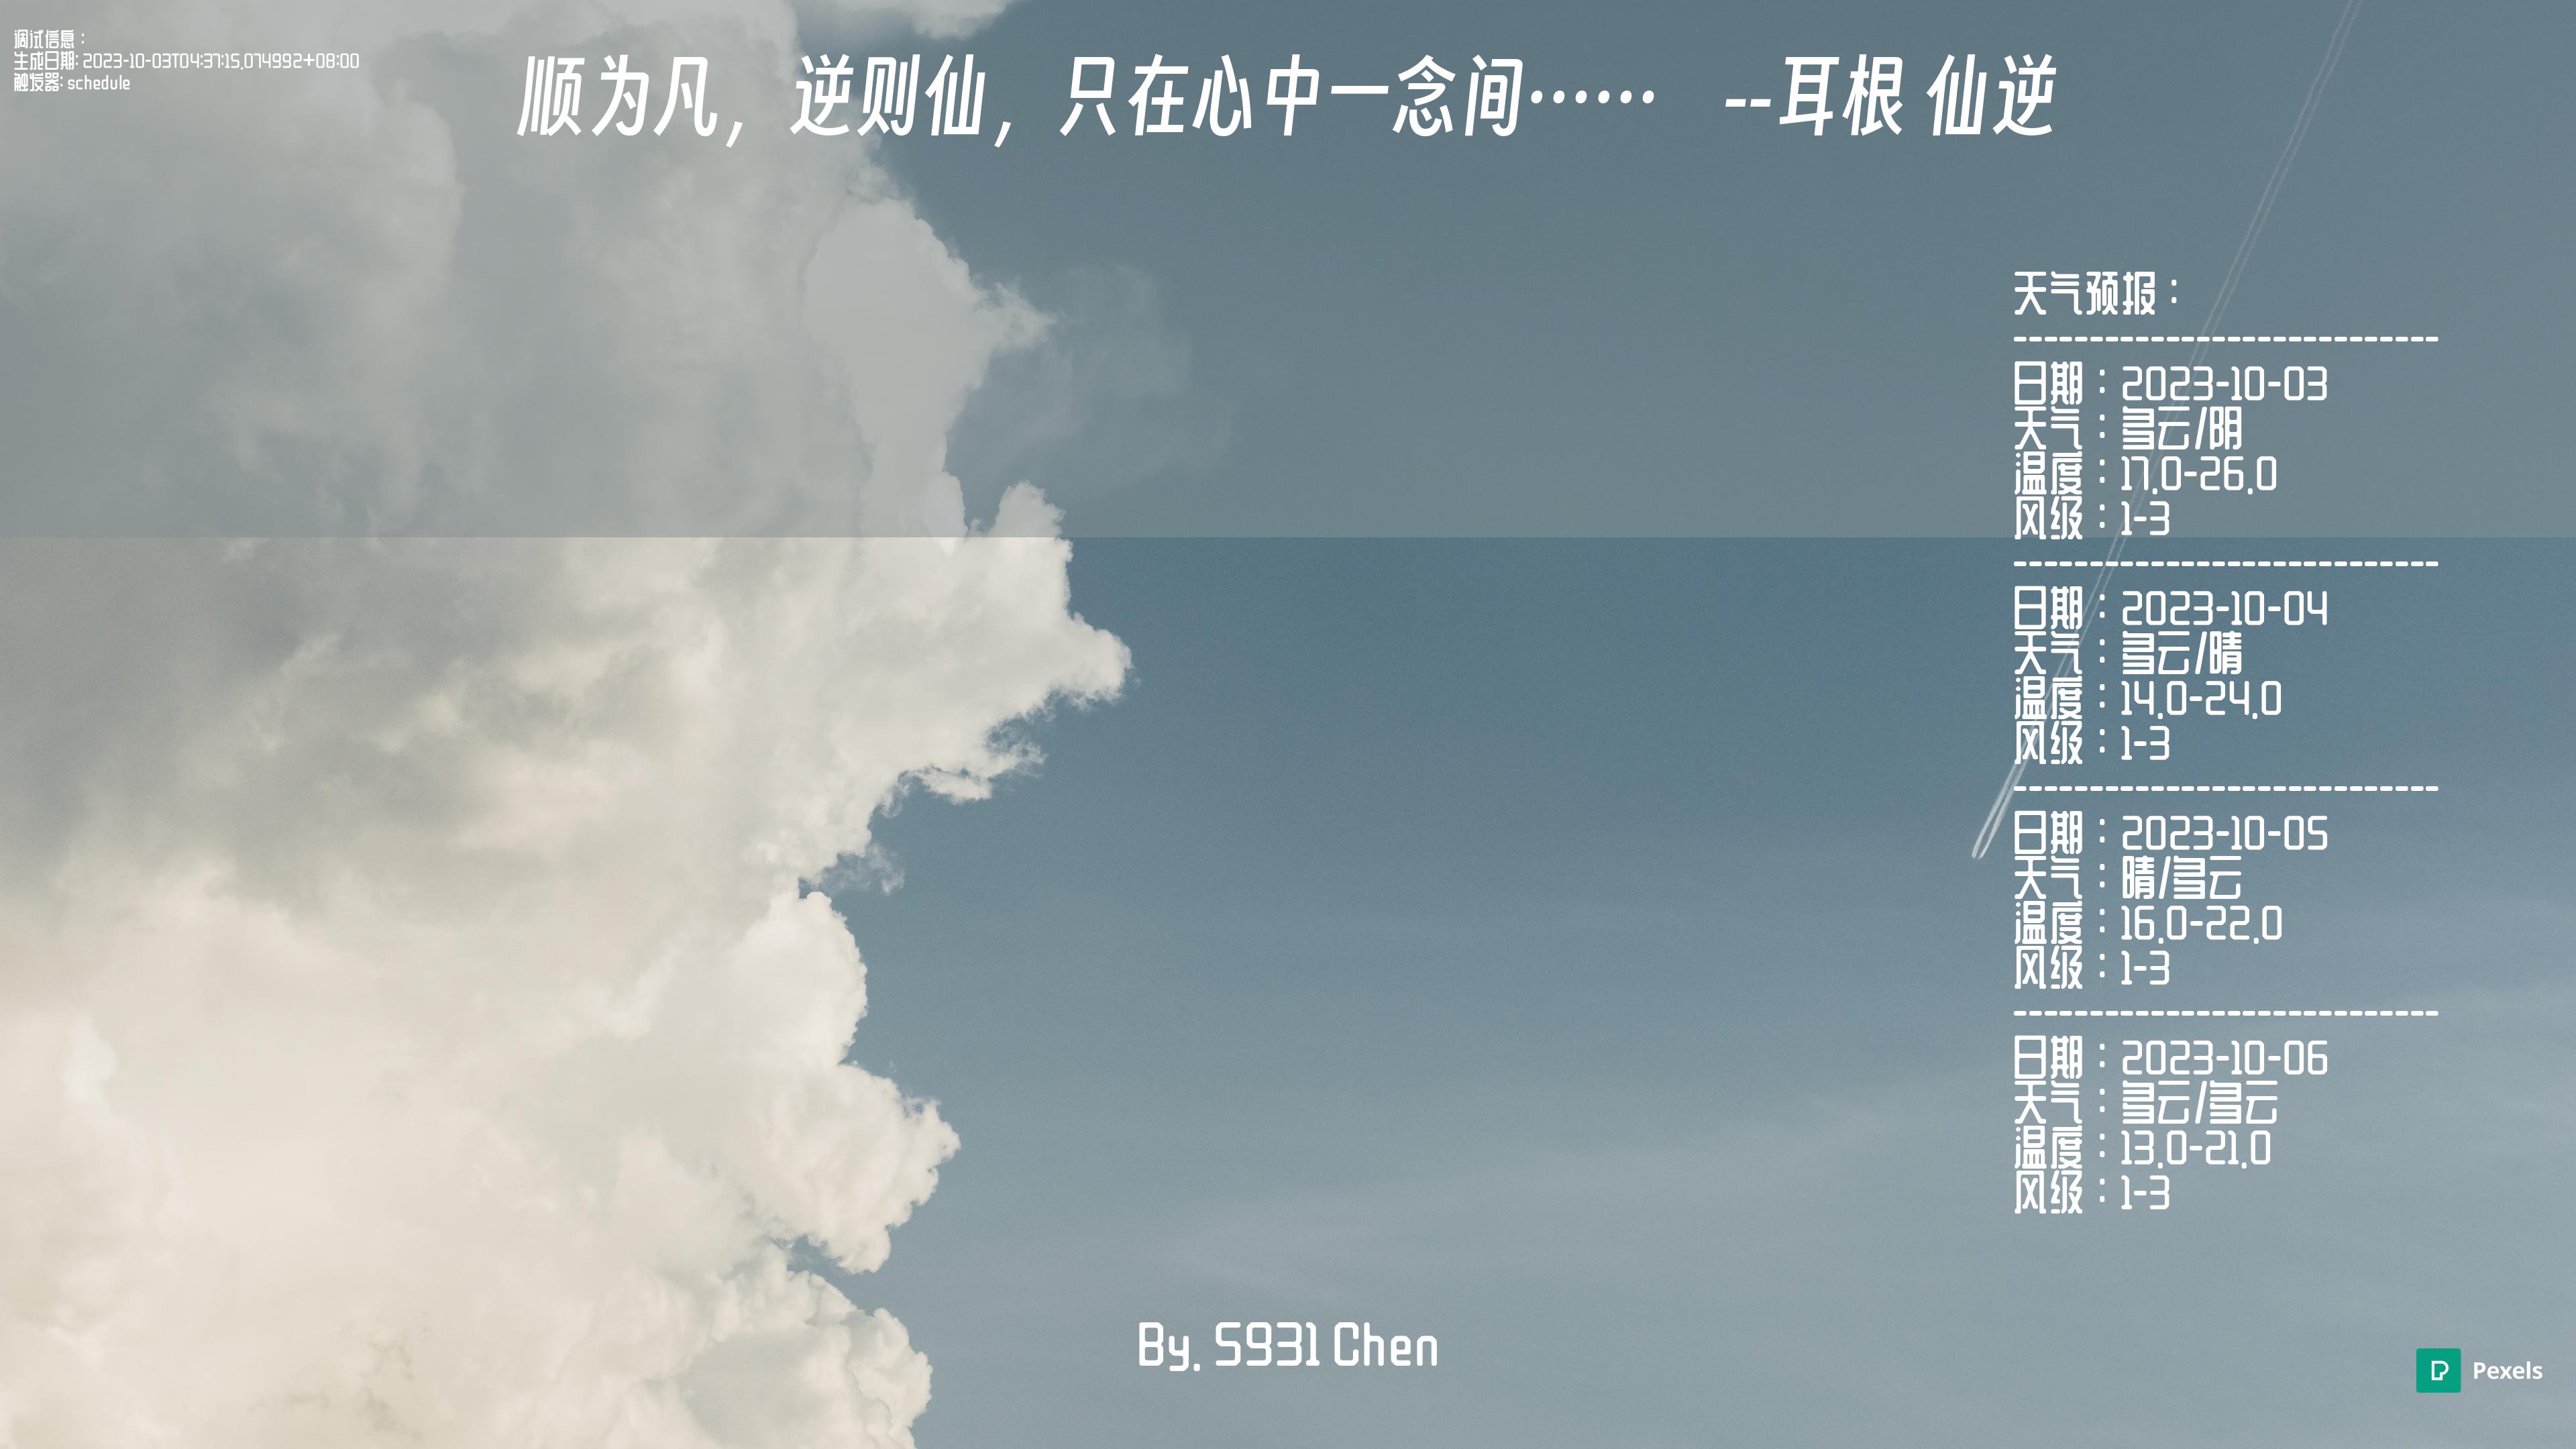 调试信息：
生成日期: 2023-10-03T04:37:15.074992+08:00
触发器: schedule
顺为凡，逆则仙，只在心中一念间…… --耳根 仙逆
天气预报：
----------------------------
日期：2023-10-03
天气：多云/阴
温度：17.0-26.0
风级：1-3
----------------------------
日期：2023-10-04
天气：多云/晴
温度：14.0-24.0
风级：1-3
----------------------------
日期：2023-10-05
天气：晴/多云
温度：16.0-22.0
风级：1-3
----------------------------
日期：2023-10-06
天气：多云/多云
温度：13.0-21.0
风级：1-3
By. S931 Chen
Pexels